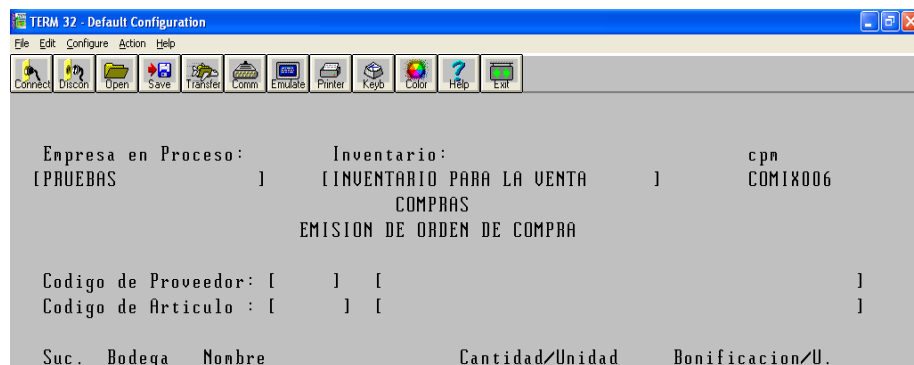 TERM 32 - Default Configuration
File Edit Configure Action Help
Connect Discon Open Save Transfer Comm Emulate Printer Keyb Color Help Exit
Empresa en Proceso: Inventario: cpm
[PRUEBAS ] [INVENTARIO PARA LA VENTA ] COMIX006
COMPRAS
EMISION DE ORDEN DE COMPRA
Codigo de Proveedor: [ ] [ ]
Codigo de Articulo : [ ] [ ]
Suc. Bodega Nombre Cantidad/Unidad Bonificacion/U.